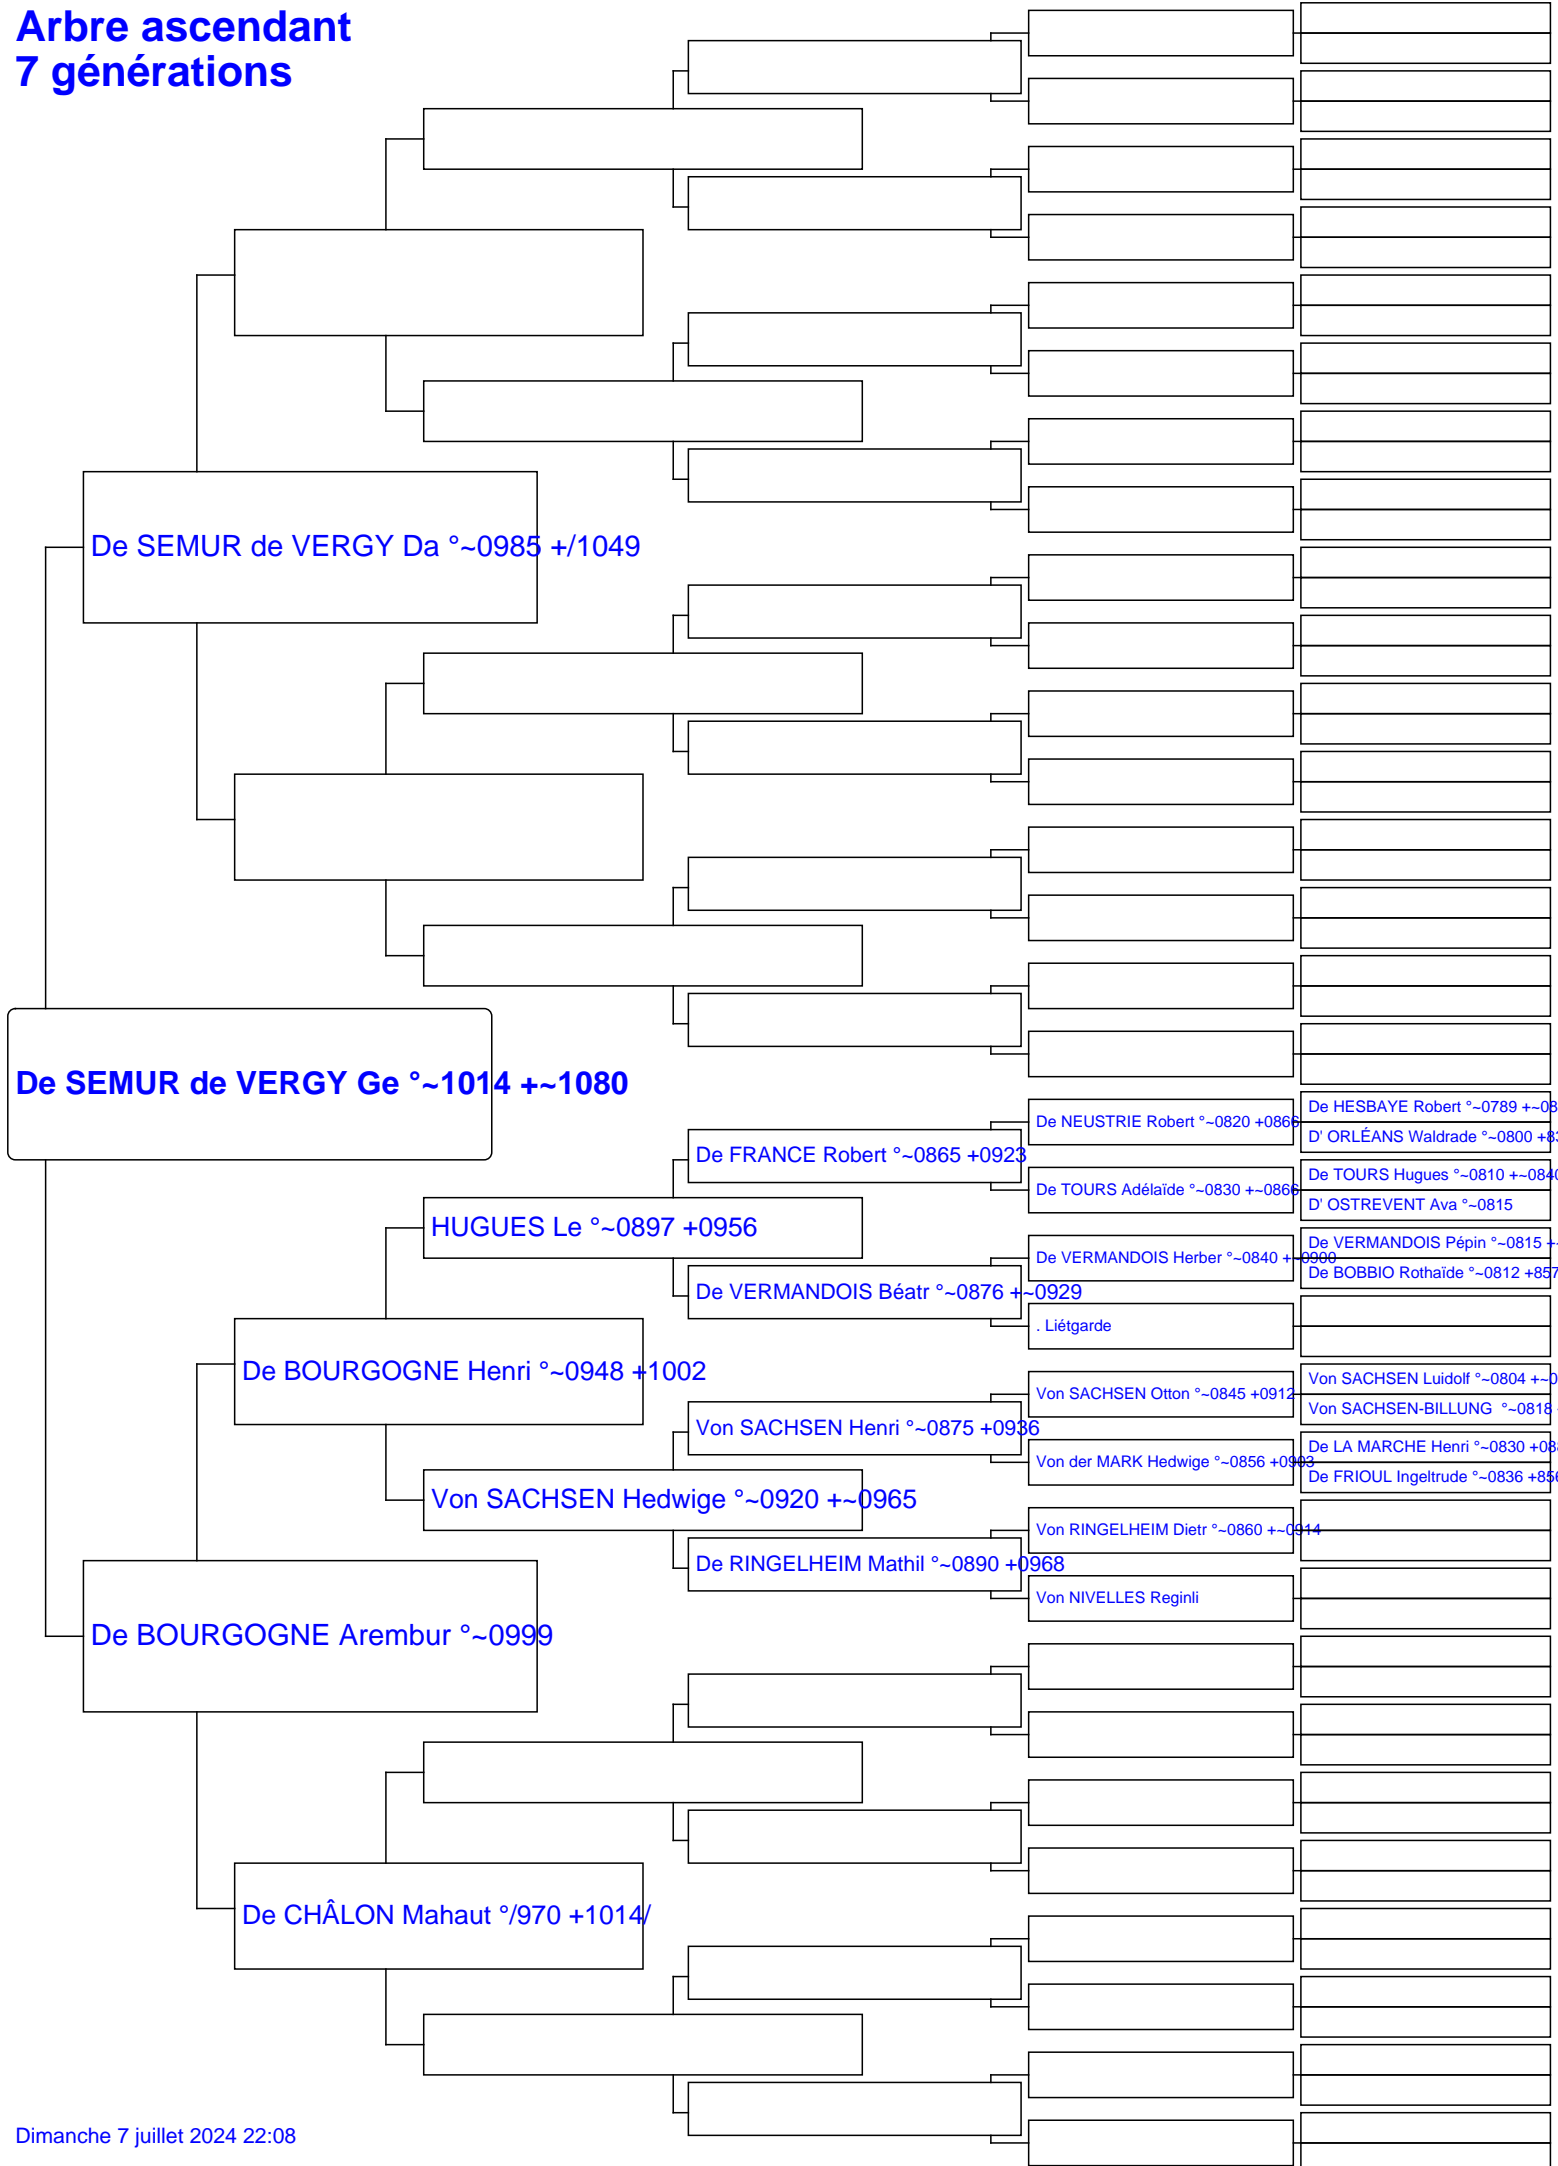 Arbre ascendant
7 générations
De SEMUR de VERGY Da °~0985 +/1049
De SEMUR de VERGY Ge °~1014 +~1080
De HESBAYE Robert °~0789 +~08
De NEUSTRIE Robert °~0820 +0866
D' ORLÉANS Waldrade °~0800 +83
De FRANCE Robert °~0865 +0923
De TOURS Hugues °~0810 +~0840
De TOURS Adélaïde °~0830 +~0866
D' OSTREVENT Ava °~0815
HUGUES Le °~0897 +0956
De VERMANDOIS Pépin °~0815 +~
De VERMANDOIS Herber °~0840 +~0900
De BOBBIO Rothaïde °~0812 +857
De VERMANDOIS Béatr °~0876 +~0929
. Liétgarde
De BOURGOGNE Henri °~0948 +1002
Von SACHSEN Luidolf °~0804 +~0
Von SACHSEN Otton °~0845 +0912
Von SACHSEN-BILLUNG °~0818
Von SACHSEN Henri °~0875 +0936
De LA MARCHE Henri °~0830 +08
Von der MARK Hedwige °~0856 +0903
De FRIOUL Ingeltrude °~0836 +856
Von SACHSEN Hedwige °~0920 +~0965
Von RINGELHEIM Dietr °~0860 +~0914
De RINGELHEIM Mathil °~0890 +0968
Von NIVELLES Reginli
De BOURGOGNE Arembur °~0999
De CHÂLON Mahaut °/970 +1014/
Dimanche 7 juillet 2024 22:08